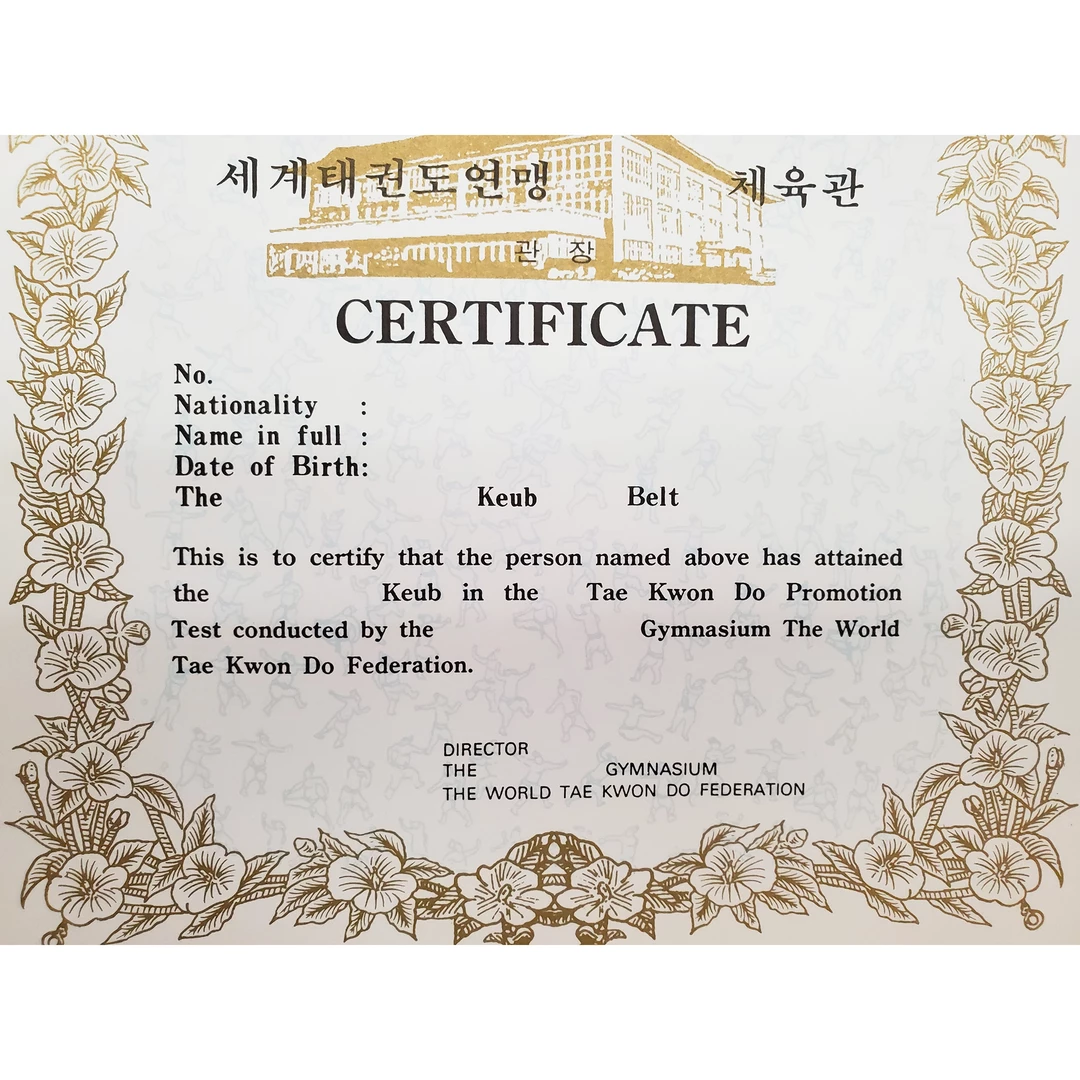 세계태권도연맹 체육관
관 장
CERTIFICATE
No.
Nationality :
Name in full :
Date of Birth:
The Keub Belt
This is to certify that the person named above has attained
the Keub in the Tae Kwon Do Promotion
Test conducted by the Gymnasium The World
Tae Kwon Do Federation.
DIRECTOR
THE GYMNASIUM
THE WORLD TAE KWON DO FEDERATION